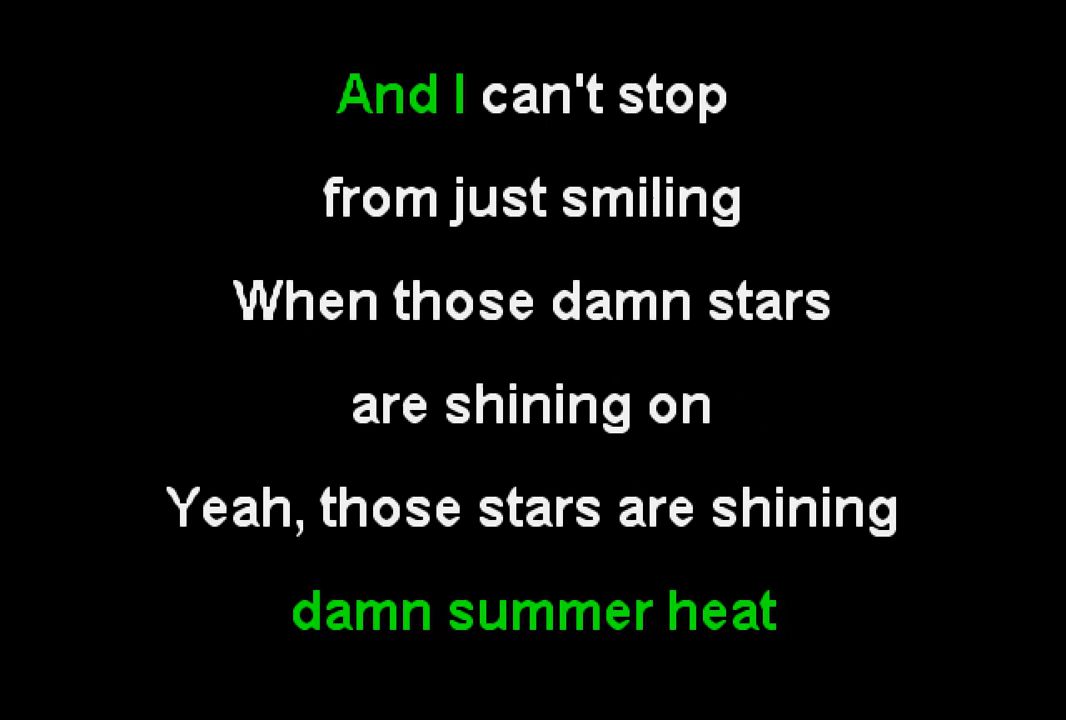 And I can't stop
from just smiling
When those damn stars
are shining on
Yeah, those stars are shining
damn summer heat